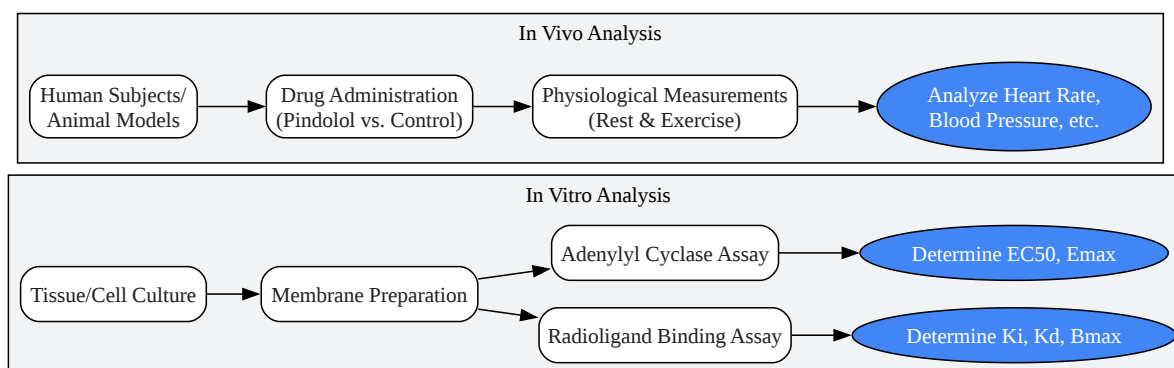 In Vivo Analysis
Human Subjects/
Animal Models
Drug Administration
(Pindolol vs. Control)
Physiological Measurements
(Rest & Exercise)
Analyze Heart Rate,
Blood Pressure, etc.
In Vitro Analysis
Tissue/Cell Culture
Membrane Preparation
Adenylyl Cyclase Assay
Determine EC50, Emax
Radioligand Binding Assay
Determine Ki, Kd, Bmax